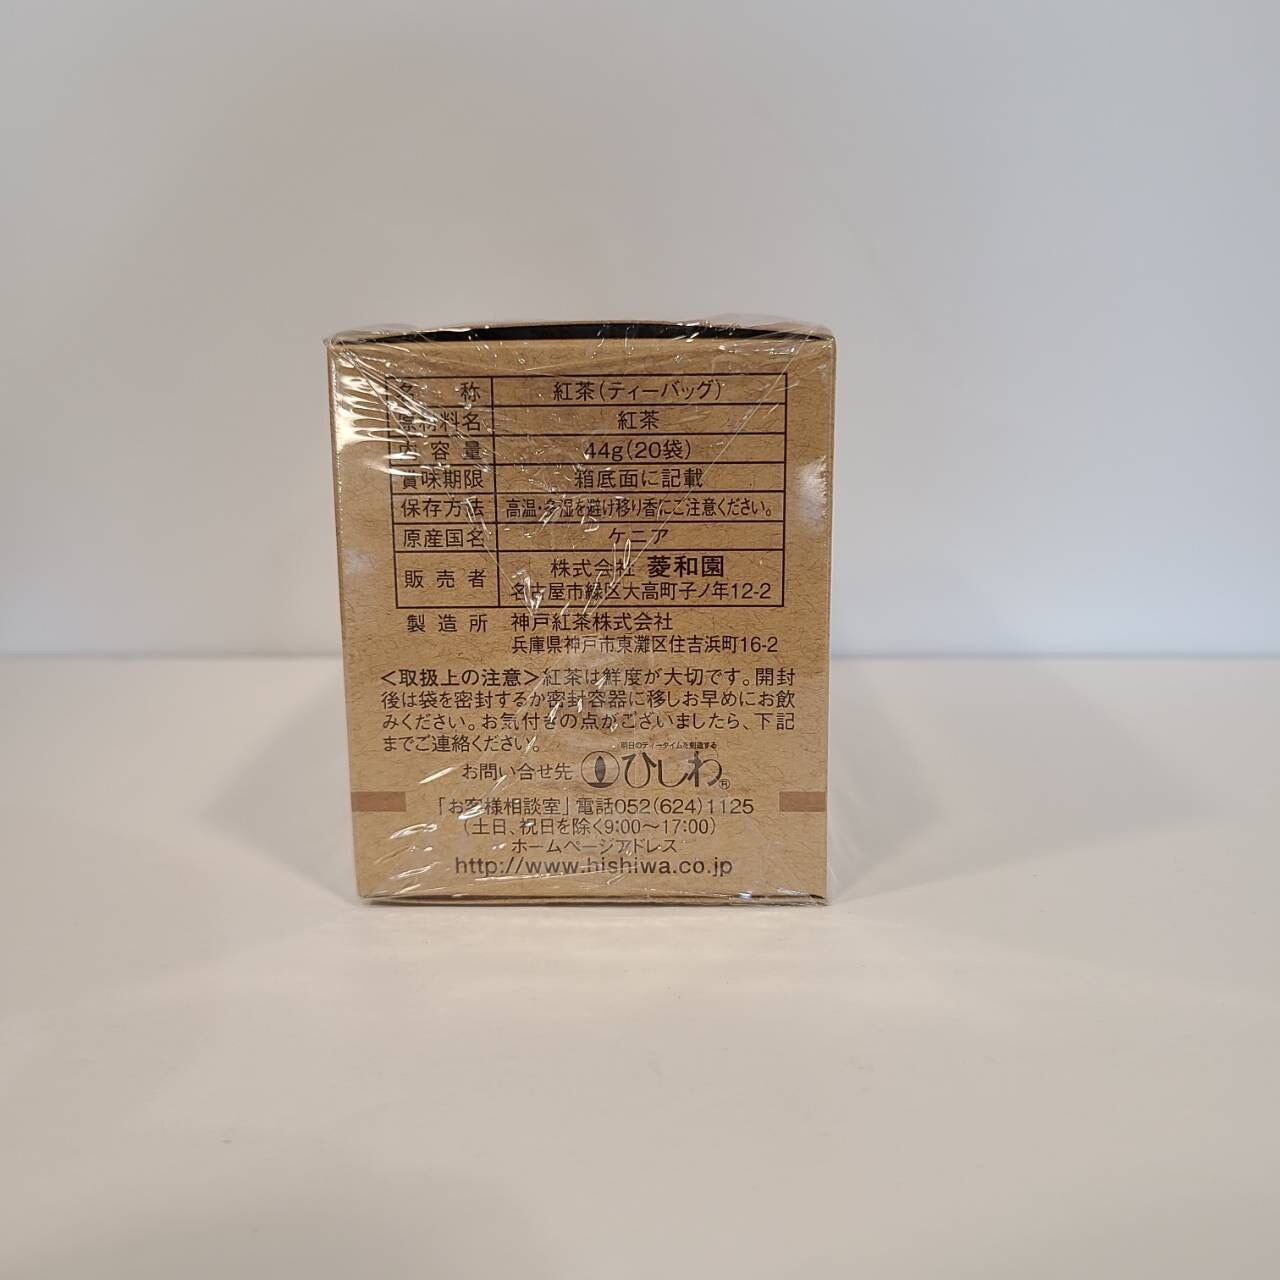 名称 紅茶(ティーバッグ)
原材料名 紅茶
内容量 44g(20袋)
賞味期限 箱底面に記載
保存方法 高温・多湿を避け移り香にご注意ください。
原産国名 ケニア
販売者 株式会社 菱和園
名古屋市緑区大高町子ノ年12-2
製造所 神戸紅茶株式会社
兵庫県神戸市東灘区住吉浜町16-2
<取扱上の注意>紅茶は鮮度が大切です。開封
後は袋を密封するか密封容器に移しお早めにお飲
みください。お気付きの点がございましたら、下記
までご連絡ください。
明日のティータイムを創造する
お問い合せ先 ひしわ®
「お客様相談室」電話052(624)1125
(土日、祝日を除く9:00〜17:00)
ホームページアドレス
http://www.hishiwa.co.jp